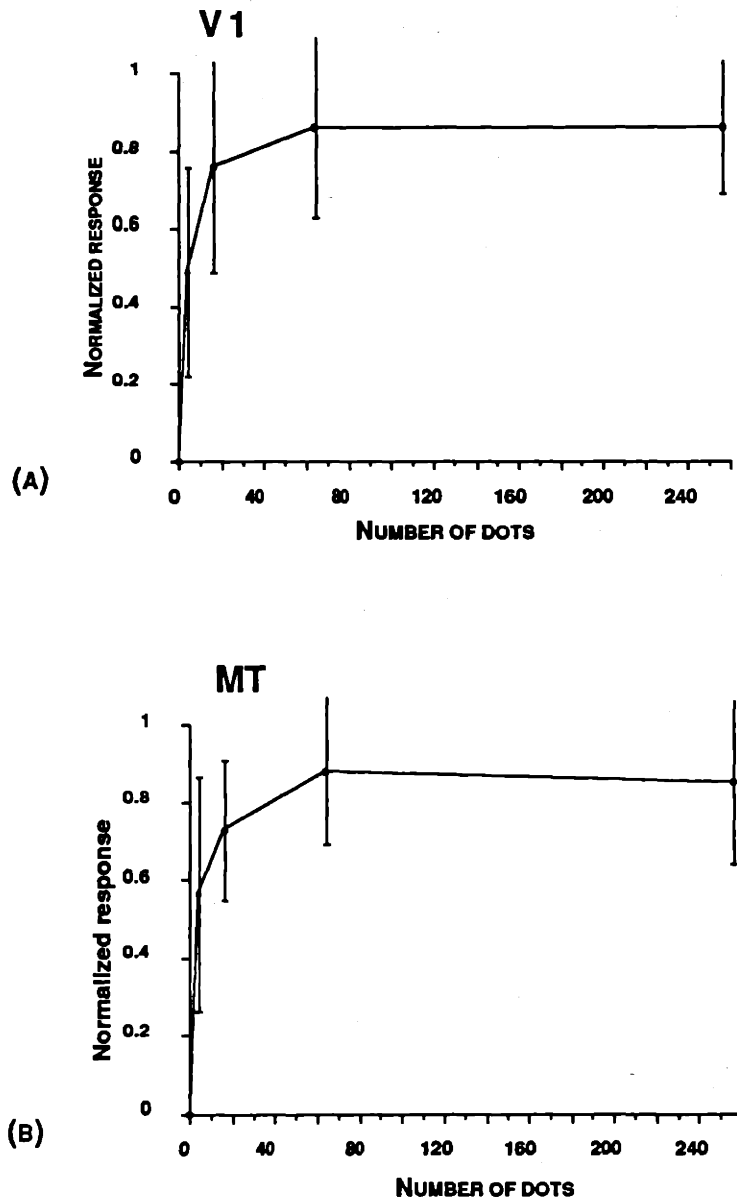 V1
NORMALIZED RESPONSE
1
0.8
0.6
0.4
0.2
0
0 40 80 120 160 200 240
NUMBER OF DOTS
(A)
MT
Normalized response
1
0.8
0.6
0.4
0.2
0
0 40 80 120 160 200 240
NUMBER OF DOTS
(B)